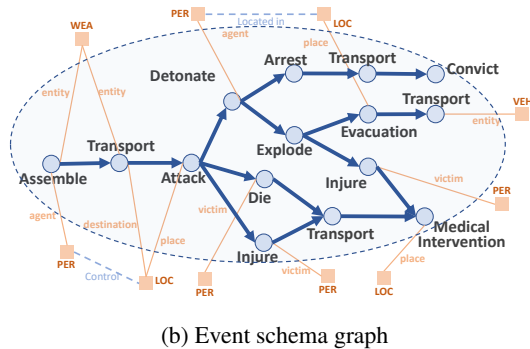 PER
Located in
LOC
WEA
agent
place
Arrest
Transport
Convict
Detonate
entity
entity
Transport
VEH
Evacuation
entity
Explode
Transport
Assemble
Attack
Injure
Die
victim
agent
destination
place
victim
PER
Transport
Medical
Intervention
Injure
victim
place
PER
Control
LOC
PER
PER
LOC
(b) Event schema graph